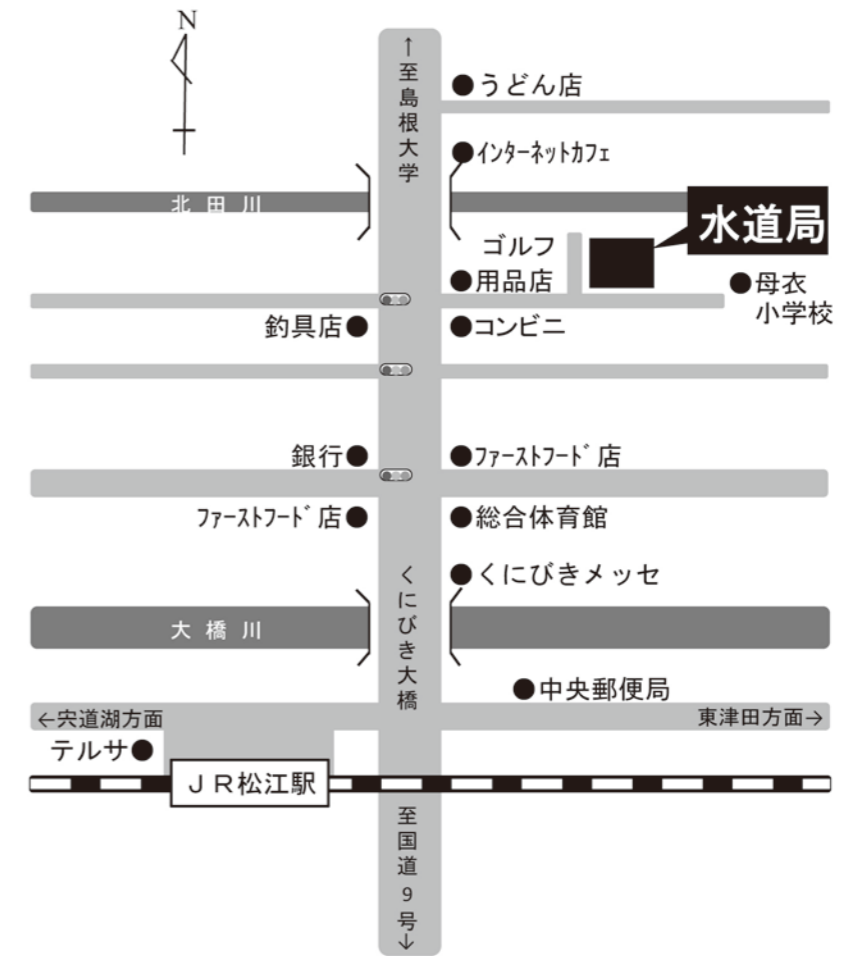 N
↑至島根大学
●うどん店
●インターネットカフェ
北田川
水道局
ゴルフ
●用品店
●母衣
小学校
釣具店●
●コンビニ
銀行●
●ファーストフード店
ファーストフード店●
●総合体育館
●くにびきメッセ
くにびき大橋
大橋川
●中央郵便局
←宍道湖方面
東津田方面→
テルサ●
JR松江駅
至国道9号↓